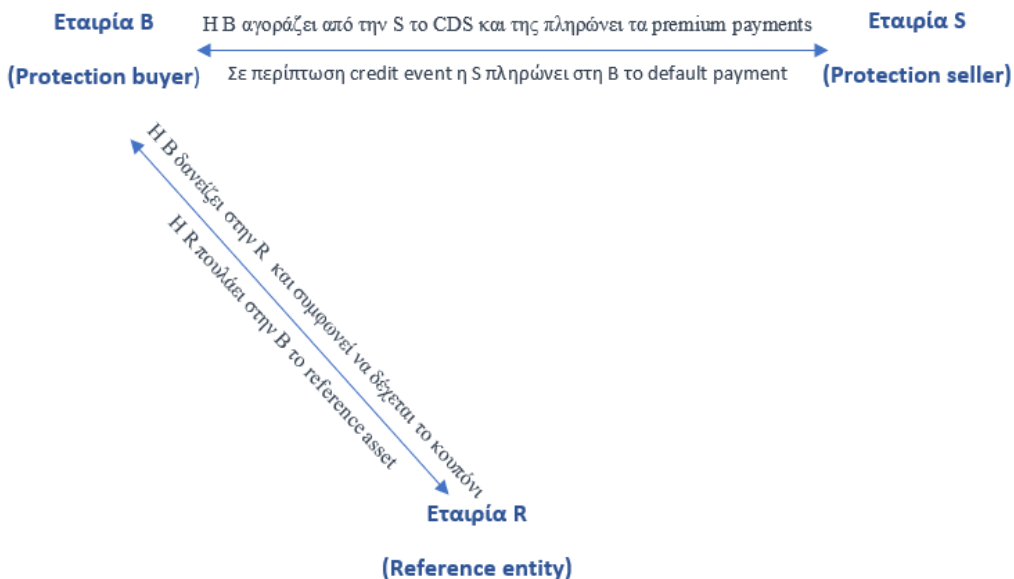 Εταιρία Β
Η Β αγοράζει από την S το CDS και της πληρώνει τα premium payments
Εταιρία S
(Protection buyer)
Σε περίπτωση credit event η S πληρώνει στη Β το default payment
(Protection seller)
Η Β δανείζει στην R και συμφωνεί να δέχεται το κουπόνι
Η R πουλάει στην Β το reference asset
Εταιρία R
(Reference entity)